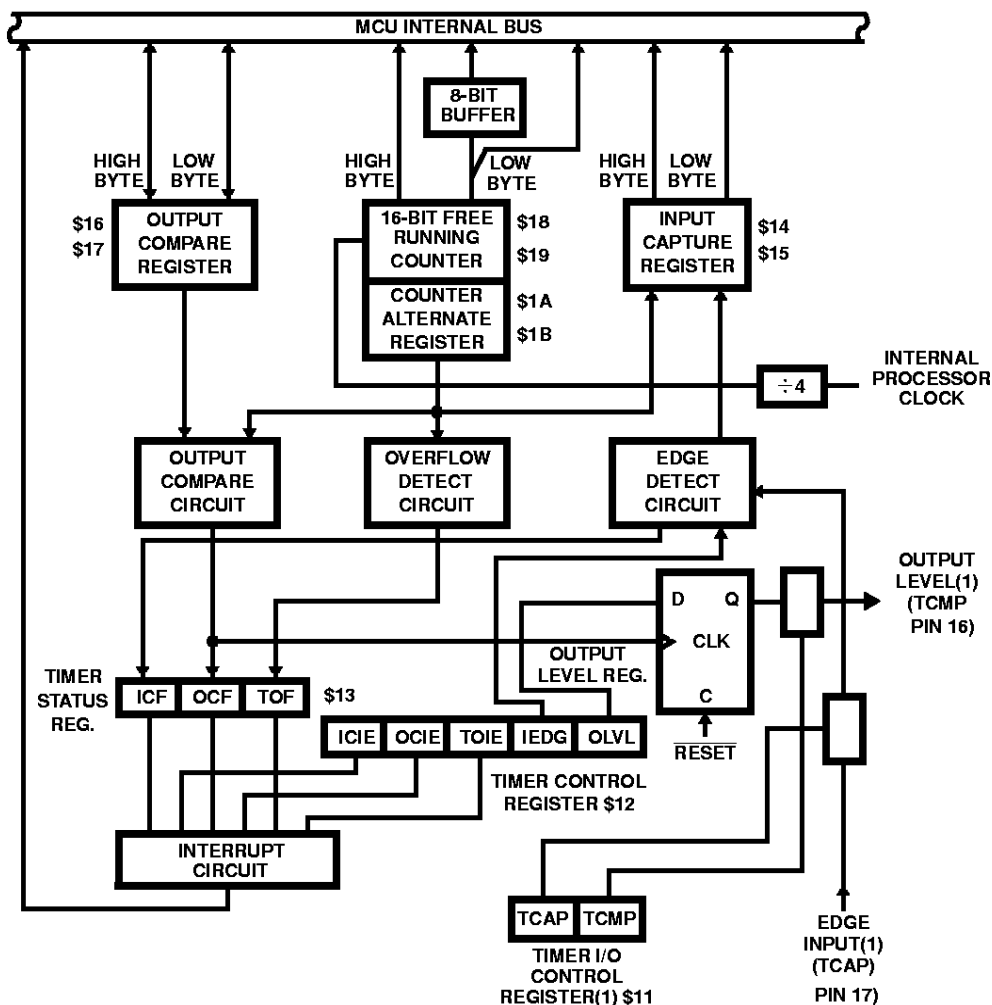 MCU INTERNAL BUS
8-BIT
BUFFER
HIGH
BYTE
LOW
BYTE
HIGH
BYTE
LOW
BYTE
HIGH
BYTE
LOW
BYTE
$16
$17
OUTPUT
COMPARE
REGISTER
16-BIT FREE
RUNNING
COUNTER
$18
$19
COUNTER
ALTERNATE
REGISTER
$1A
$1B
INPUT
CAPTURE
REGISTER
$14
$15
÷4
INTERNAL
PROCESSOR
CLOCK
OUTPUT
COMPARE
CIRCUIT
OVERFLOW
DETECT
CIRCUIT
EDGE
DETECT
CIRCUIT
D Q
CLK
C
RESET
OUTPUT
LEVEL(1)
(TCMP
PIN 16)
OUTPUT
LEVEL REG.
TIMER
STATUS
REG.
ICF OCF TOF
$13
ICIE OCIE TOIE IEDG OLVL
TIMER CONTROL
REGISTER $12
INTERRUPT
CIRCUIT
TCAP TCMP
TIMER I/O
CONTROL
REGISTER(1) $11
EDGE
INPUT(1)
(TCAP)
PIN 17)